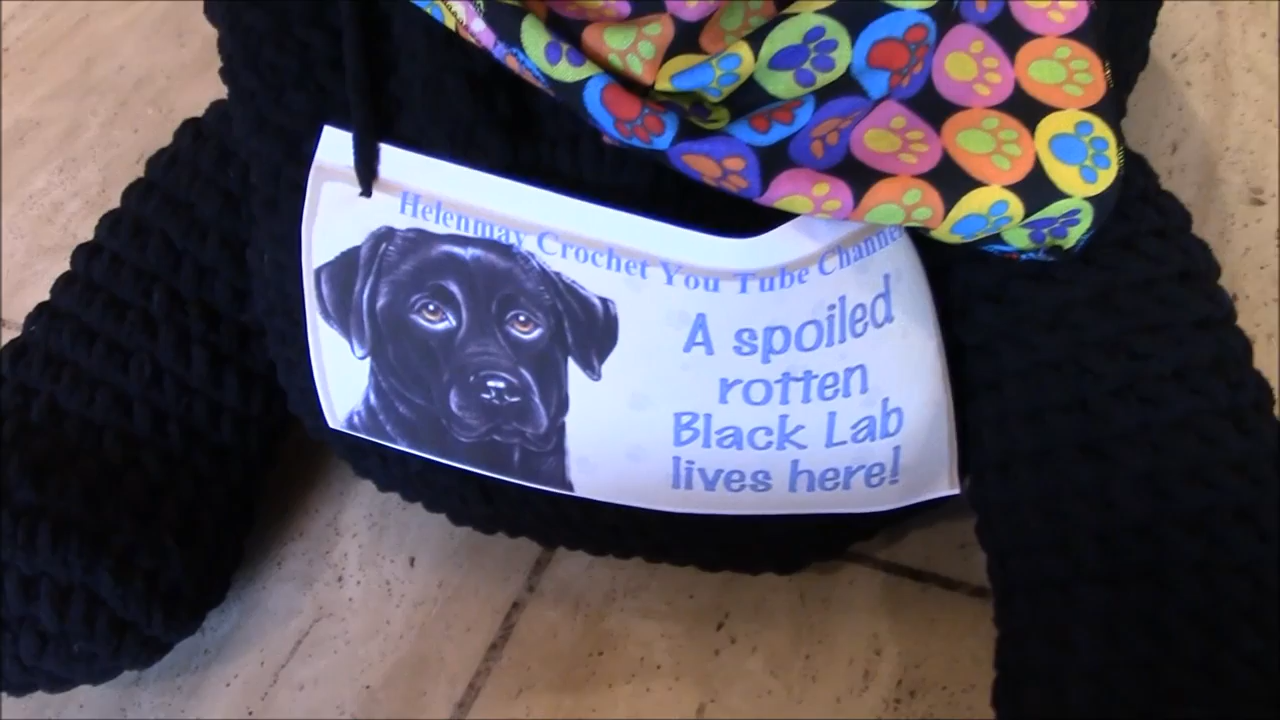 Helenmay Crochet You Tube Channel
A spoiled
rotten
Black Lab
lives here!